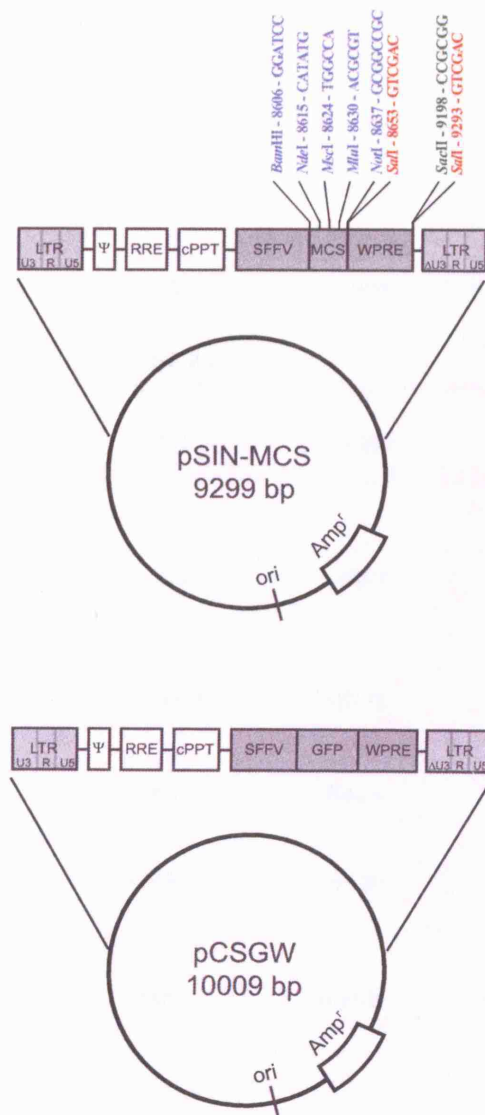 BamHI - 8606 - GGATCC
NdeI - 8615 - CATATG
MscI - 8624 - TGGCCA
MluI - 8630 - ACGCGT
NotI - 8637 - GCGGCCGC
SalI - 8653 - GTCGAC
SacII - 9198 - CCGCGG
SalI - 9293 - GTCGAC
LTR Ψ RRE cPPT SFFV MCS WPRE LTR
U3 R U5 ΔU3 R U5
pSIN-MCS
9299 bp
Ampʳ
ori
LTR Ψ RRE cPPT SFFV GFP WPRE LTR
U3 R U5 ΔU3 R U5
pCSGW
10009 bp
Ampʳ
ori